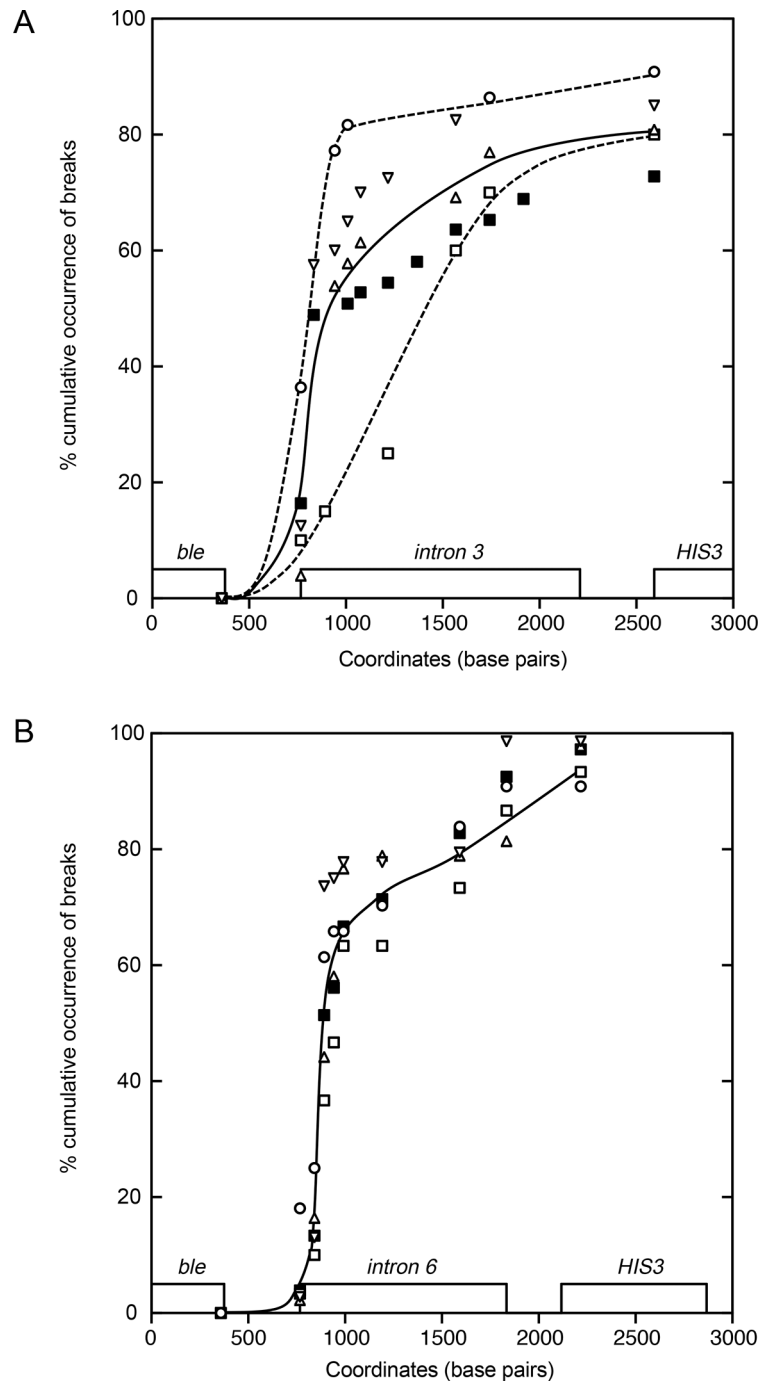 A
100
80
60
40
20
0
% cumulative occurrence of breaks
ble
intron 3
HIS3
0 500 1000 1500 2000 2500 3000
Coordinates (base pairs)
B
100
80
60
40
20
0
% cumulative occurrence of breaks
ble
intron 6
HIS3
0 500 1000 1500 2000 2500 3000
Coordinates (base pairs)